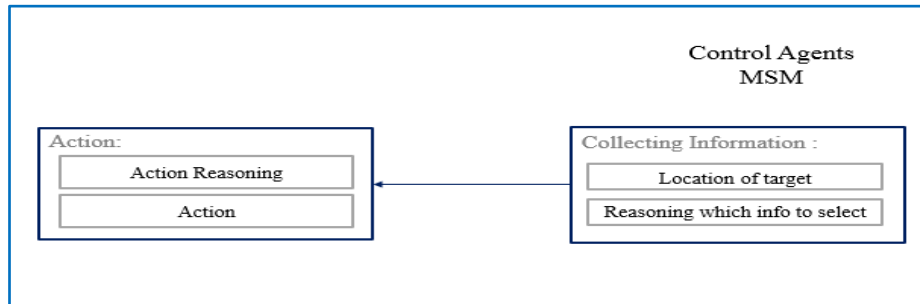 Control Agents
MSM
Action:
Action Reasoning
Action
Collecting Information :
Location of target
Reasoning which info to select